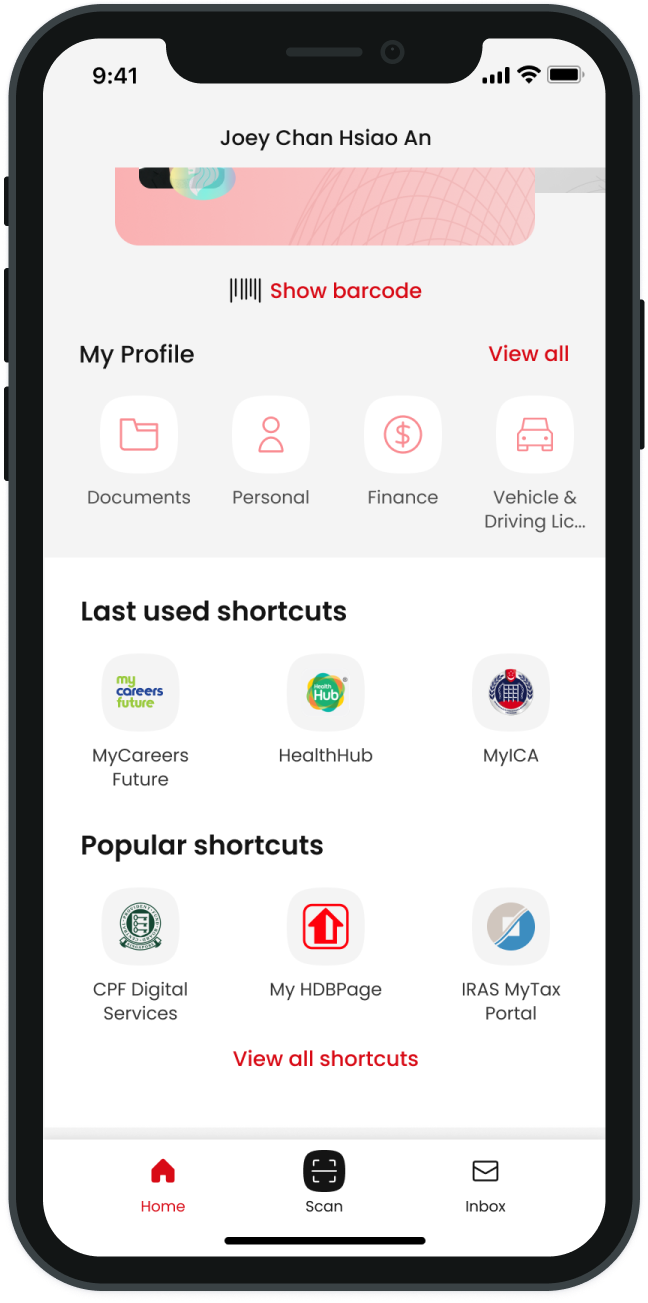 9:41
Joey Chan Hsiao An
Show barcode
My Profile
View all
Documents
Personal
Finance
Vehicle &
Driving Lic...
Last used shortcuts
my
careers
future
Health
Hub
MyCareers
Future
HealthHub
MyICA
Popular shortcuts
CPF Digital
Services
My HDBPage
IRAS MyTax
Portal
View all shortcuts
Home
Scan
Inbox